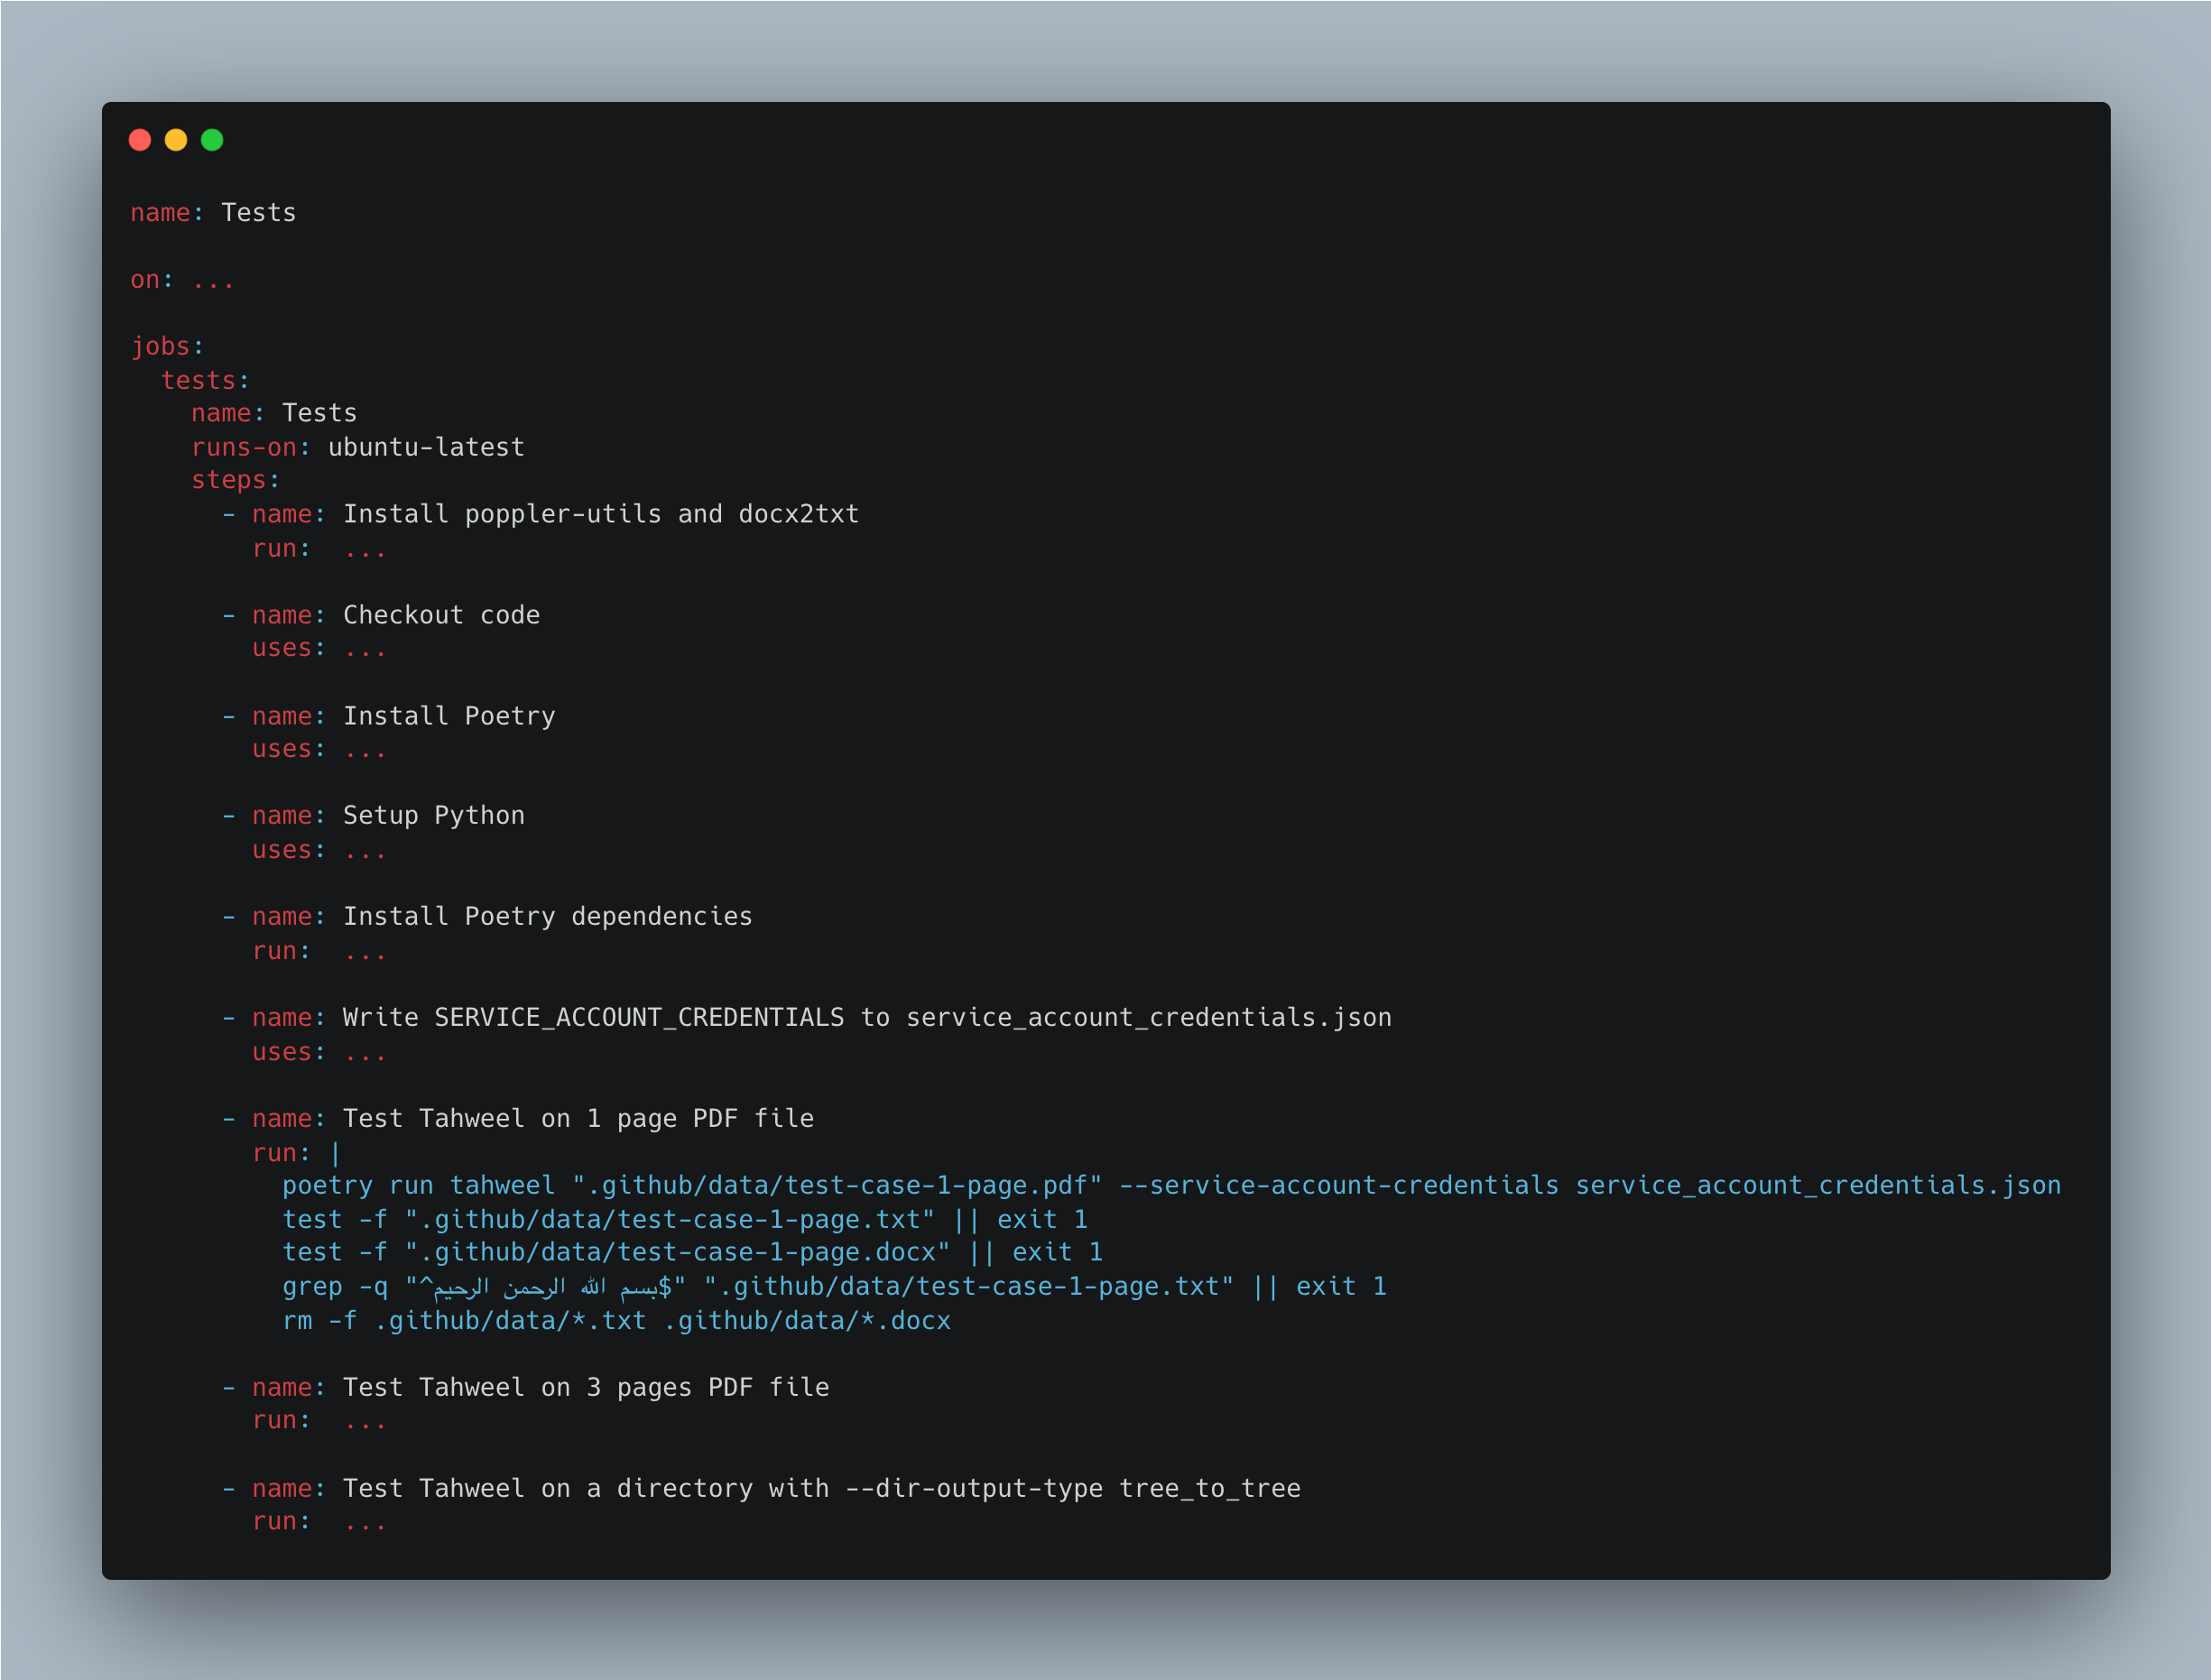 name: Tests
on: ...
jobs:
  tests:
    name: Tests
    runs-on: ubuntu-latest
    steps:
      - name: Install poppler-utils and docx2txt
        run:  ...
      - name: Checkout code
        uses: ...
      - name: Install Poetry
        uses: ...
      - name: Setup Python
        uses: ...
      - name: Install Poetry dependencies
        run:  ...
      - name: Write SERVICE_ACCOUNT_CREDENTIALS to service_account_credentials.json
        uses: ...
      - name: Test Tahweel on 1 page PDF file
        run: |
          poetry run tahweel ".github/data/test-case-1-page.pdf" --service-account-credentials service_account_credentials.json
          test -f ".github/data/test-case-1-page.txt" || exit 1
          test -f ".github/data/test-case-1-page.docx" || exit 1
          grep -q "^بسم الله الرحمن الرحيم$" ".github/data/test-case-1-page.txt" || exit 1
          rm -f .github/data/*.txt .github/data/*.docx
      - name: Test Tahweel on 3 pages PDF file
        run:  ...
      - name: Test Tahweel on a directory with --dir-output-type tree_to_tree
        run:  ...